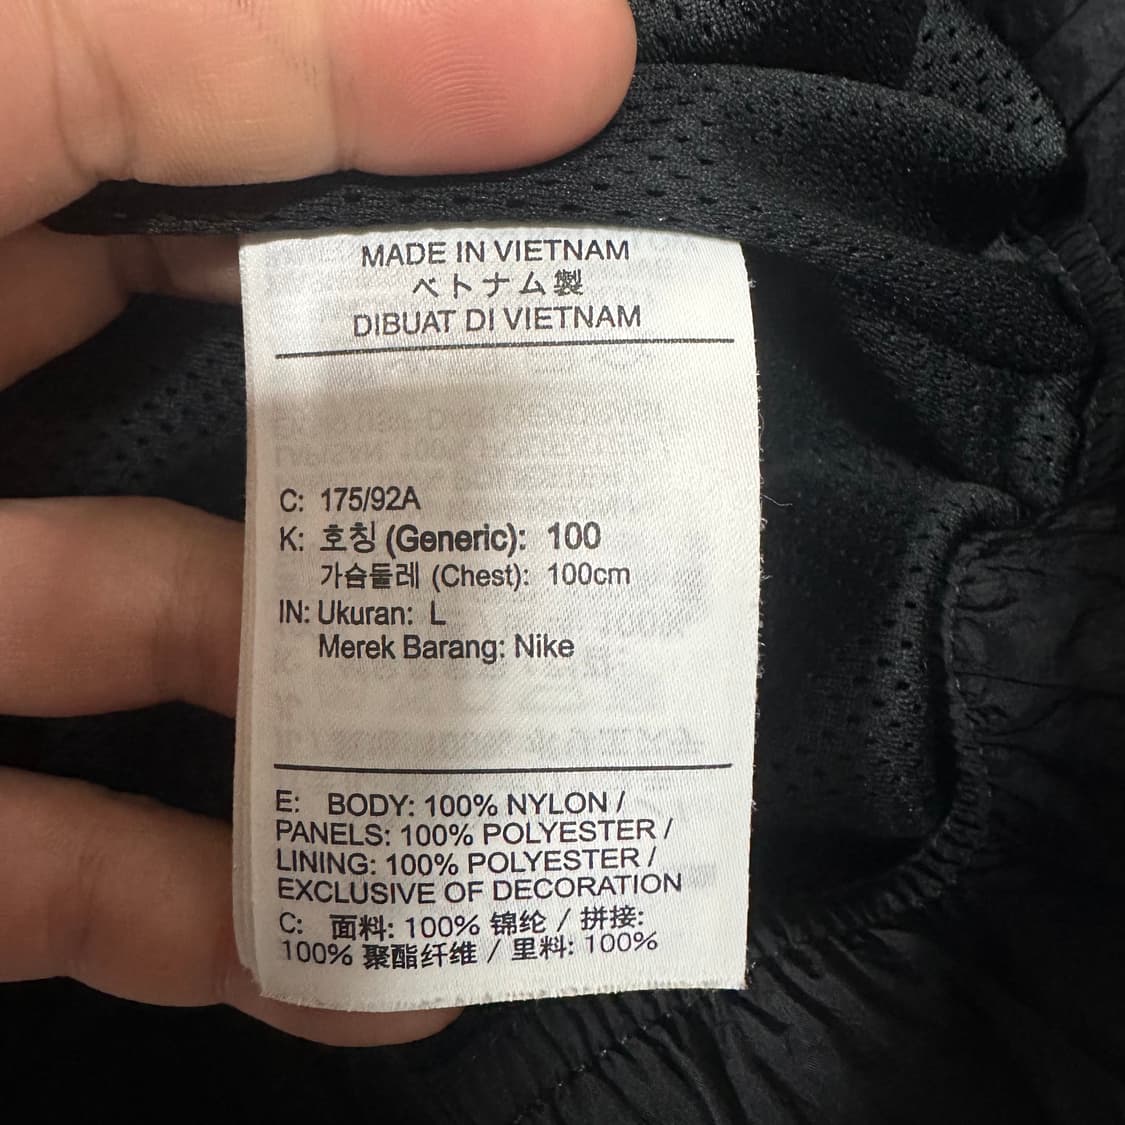 MADE IN VIETNAM
ベトナム製
DIBUAT DI VIETNAM
C: 175/92A
K: 호칭 (Generic): 100
가슴둘레 (Chest): 100cm
IN: Ukuran: L
Merek Barang: Nike
E: BODY: 100% NYLON /
PANELS: 100% POLYESTER /
LINING: 100% POLYESTER /
EXCLUSIVE OF DECORATION
C: 面料: 100% 锦纶 / 拼接:
100% 聚酯纤维 / 里料: 100%